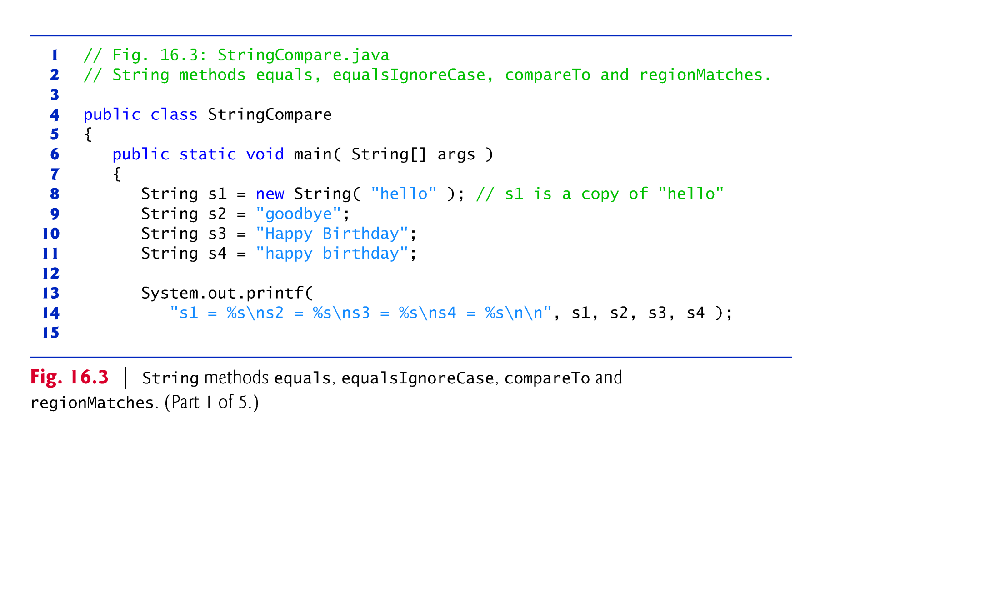 1 // Fig. 16.3: StringCompare.java
2 // String methods equals, equalsIgnoreCase, compareTo and regionMatches.
3
4 public class StringCompare
5 {
6    public static void main( String[] args )
7    {
8       String s1 = new String( "hello" ); // s1 is a copy of "hello"
9       String s2 = "goodbye";
10       String s3 = "Happy Birthday";
11       String s4 = "happy birthday";
12
13       System.out.printf(
14          "s1 = %s\ns2 = %s\ns3 = %s\ns4 = %s\n\n", s1, s2, s3, s4 );
15
Fig. 16.3 | String methods equals, equalsIgnoreCase, compareTo and
regionMatches. (Part 1 of 5.)